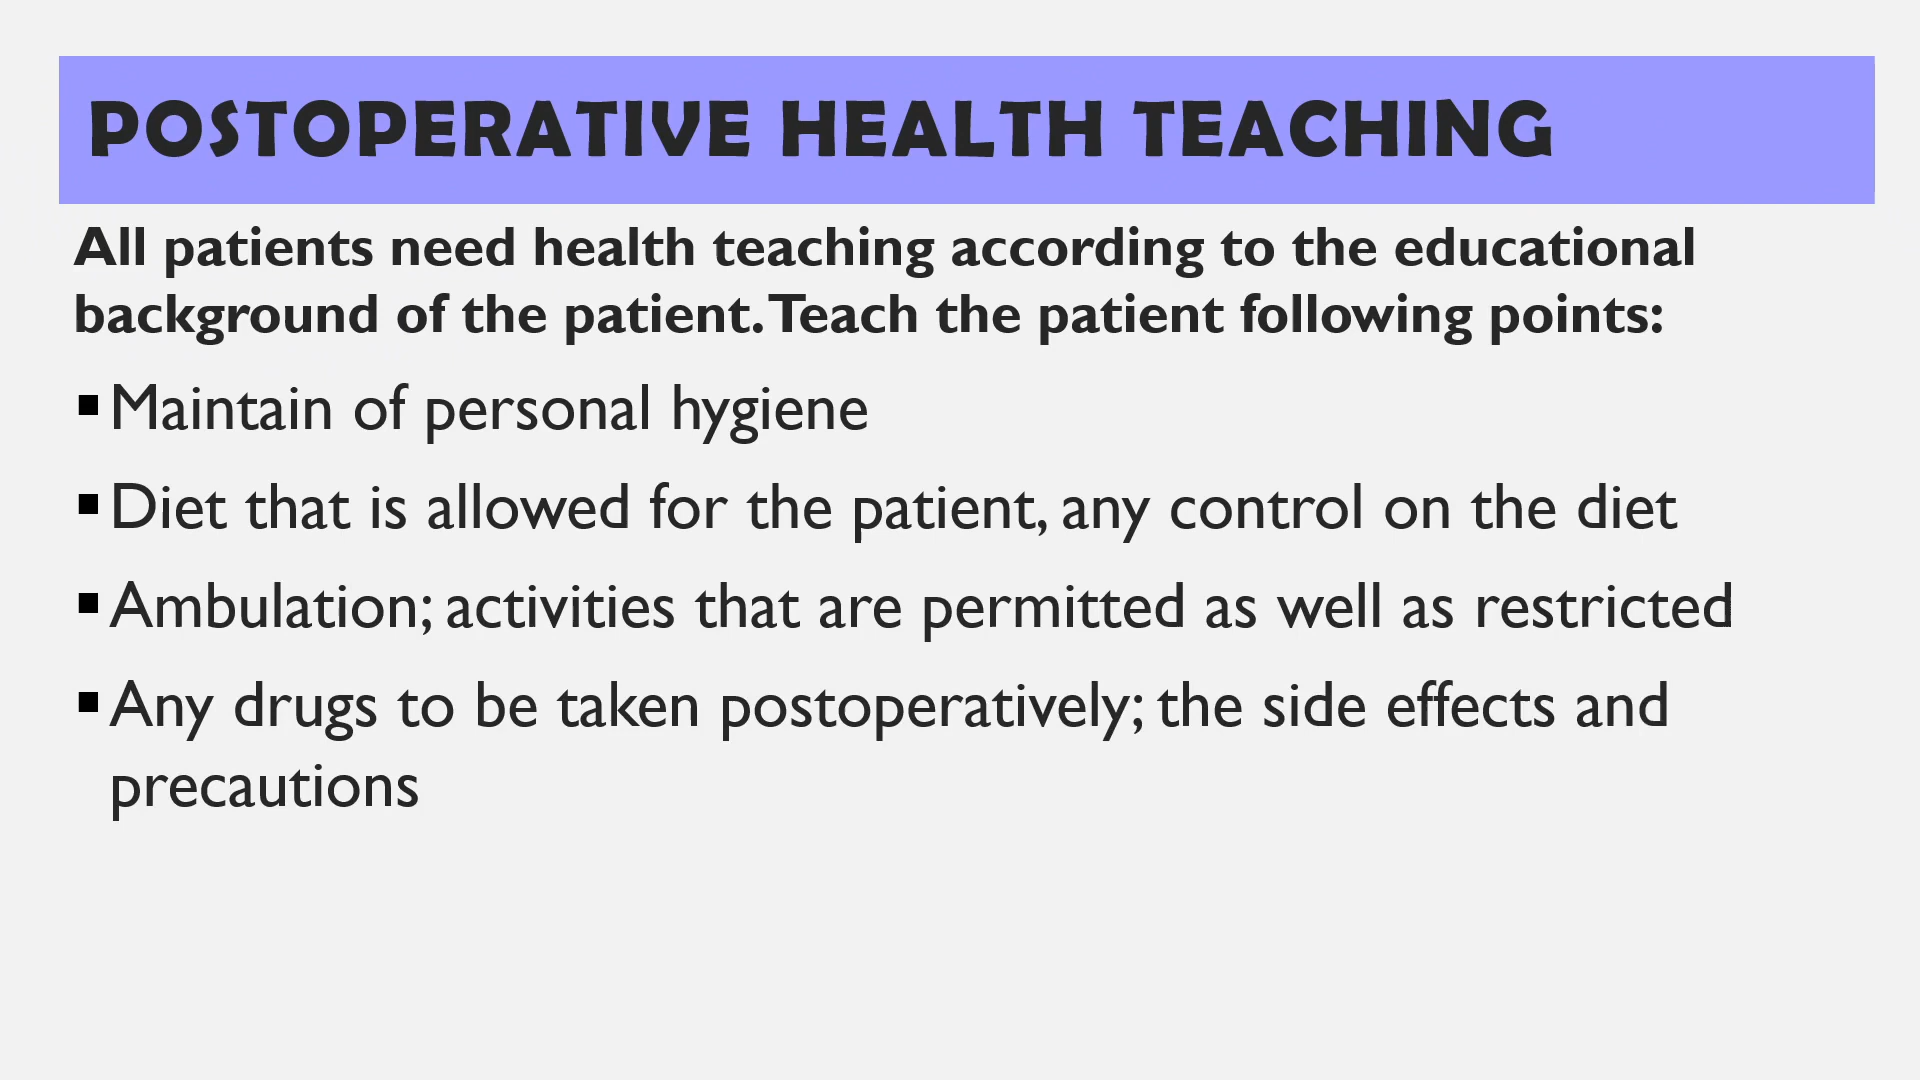 POSTOPERATIVE HEALTH TEACHING
All patients need health teaching according to the educational
background of the patient. Teach the patient following points:
▪ Maintain of personal hygiene
▪ Diet that is allowed for the patient, any control on the diet
▪ Ambulation; activities that are permitted as well as restricted
▪ Any drugs to be taken postoperatively; the side effects and
precautions